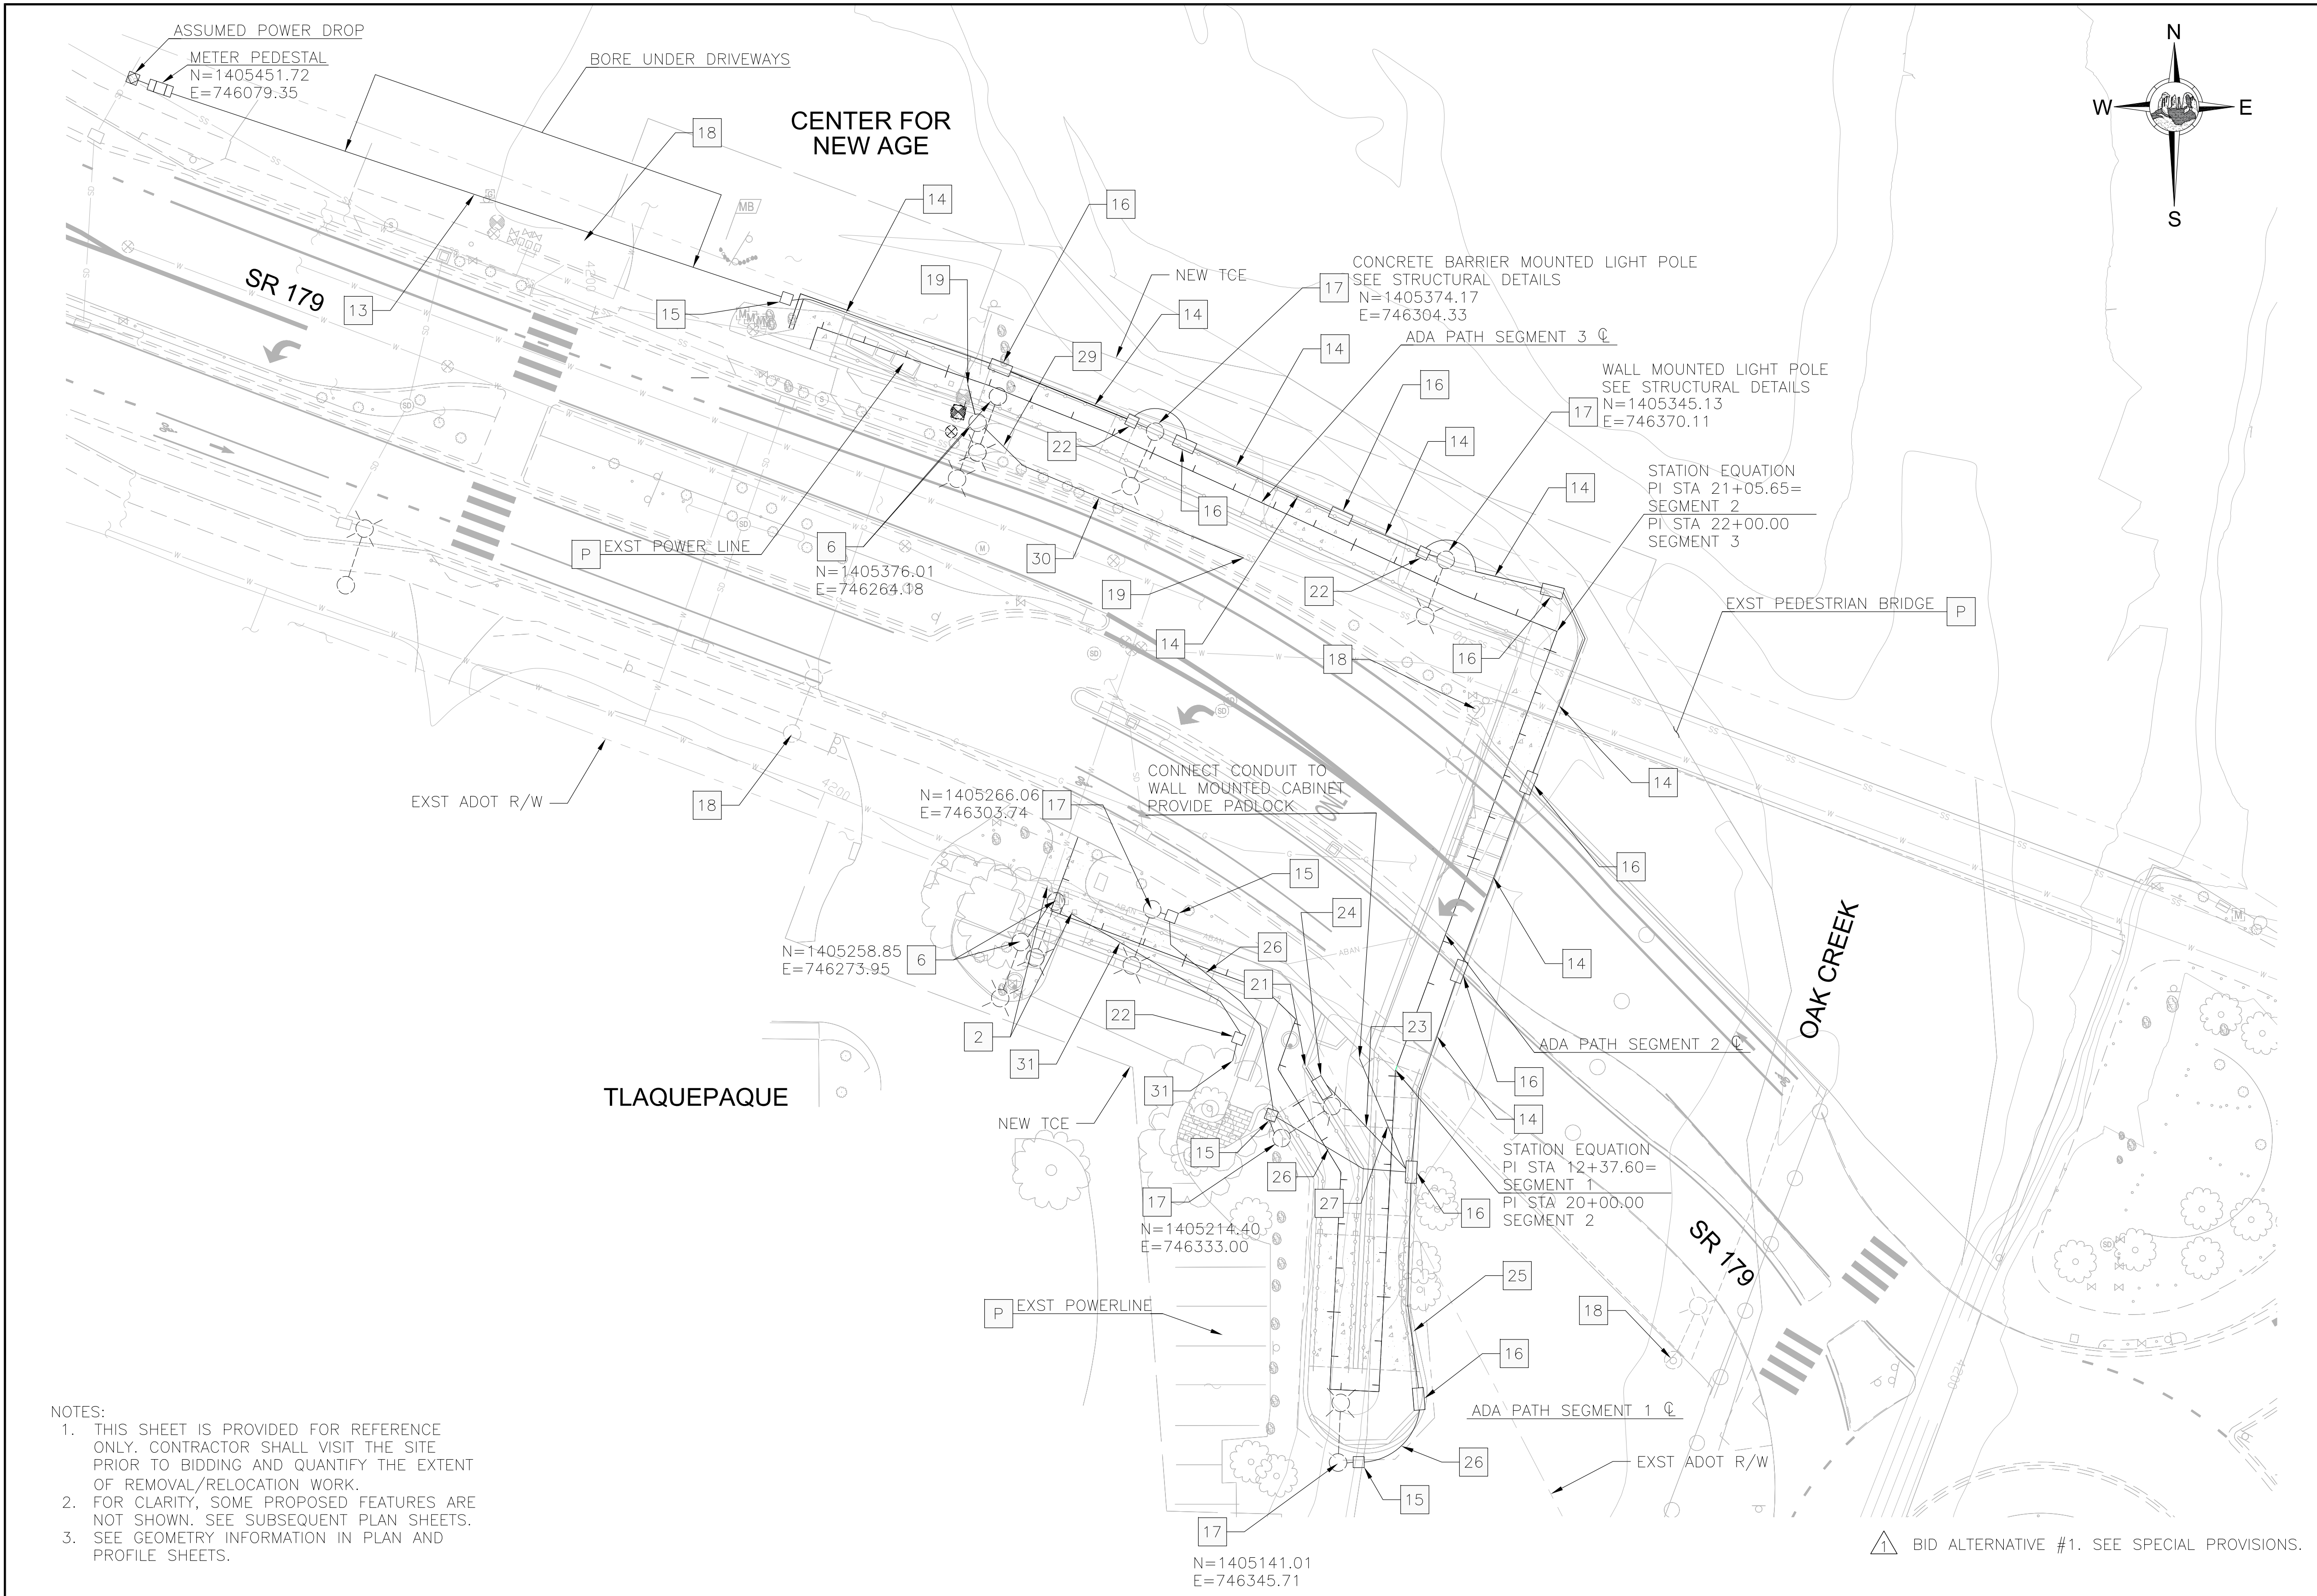 ASSUMED POWER DROP
METER PEDESTAL
N=1405451.72
E=746079.35
BORE UNDER DRIVEWAYS
CENTER FOR
NEW AGE
N
W
E
S
18
14
16
MB
4200
SR 179
13
15
19
NEW TCE
17
CONCRETE BARRIER MOUNTED LIGHT POLE
SEE STRUCTURAL DETAILS
N=1405374.17
E=746304.33
14
29
14
ADA PATH SEGMENT 3 ℄
16
WALL MOUNTED LIGHT POLE
SEE STRUCTURAL DETAILS
17
N=1405345.13
E=746370.11
22
14
STATION EQUATION
PI STA 21+05.65=
SEGMENT 2
PI STA 22+00.00
SEGMENT 3
14
16
P
EXST POWER LINE
6
N=1405376.01
E=746264.18
30
19
22
14
18
16
EXST PEDESTRIAN BRIDGE
P
EXST ADOT R/W
18
4200
CONNECT CONDUIT TO
WALL MOUNTED CABINET
PROVIDE PADLOCK
N=1405266.06
E=746303.74
17
ONLY
14
16
15
24
N=1405258.85
E=746273.95
6
ABAN
ABAN
ABAN
26
14
OAK CREEK
21
2
22
23
31
ADA PATH SEGMENT 2 ℄
31
16
TLAQUEPAQUE
NEW TCE
14
15
26
STATION EQUATION
PI STA 12+37.60=
SEGMENT 1
PI STA 20+00.00
SEGMENT 2
17
27
16
N=1405214.40
E=746333.00
SR 179
25
P
EXST POWERLINE
18
16
4200
ADA PATH SEGMENT 1 ℄
26
EXST ADOT R/W
15
17
N=1405141.01
E=746345.71
NOTES:
1. THIS SHEET IS PROVIDED FOR REFERENCE
ONLY. CONTRACTOR SHALL VISIT THE SITE
PRIOR TO BIDDING AND QUANTIFY THE EXTENT
OF REMOVAL/RELOCATION WORK.
2. FOR CLARITY, SOME PROPOSED FEATURES ARE
NOT SHOWN. SEE SUBSEQUENT PLAN SHEETS.
3. SEE GEOMETRY INFORMATION IN PLAN AND
PROFILE SHEETS.
1 BID ALTERNATIVE #1. SEE SPECIAL PROVISIONS.